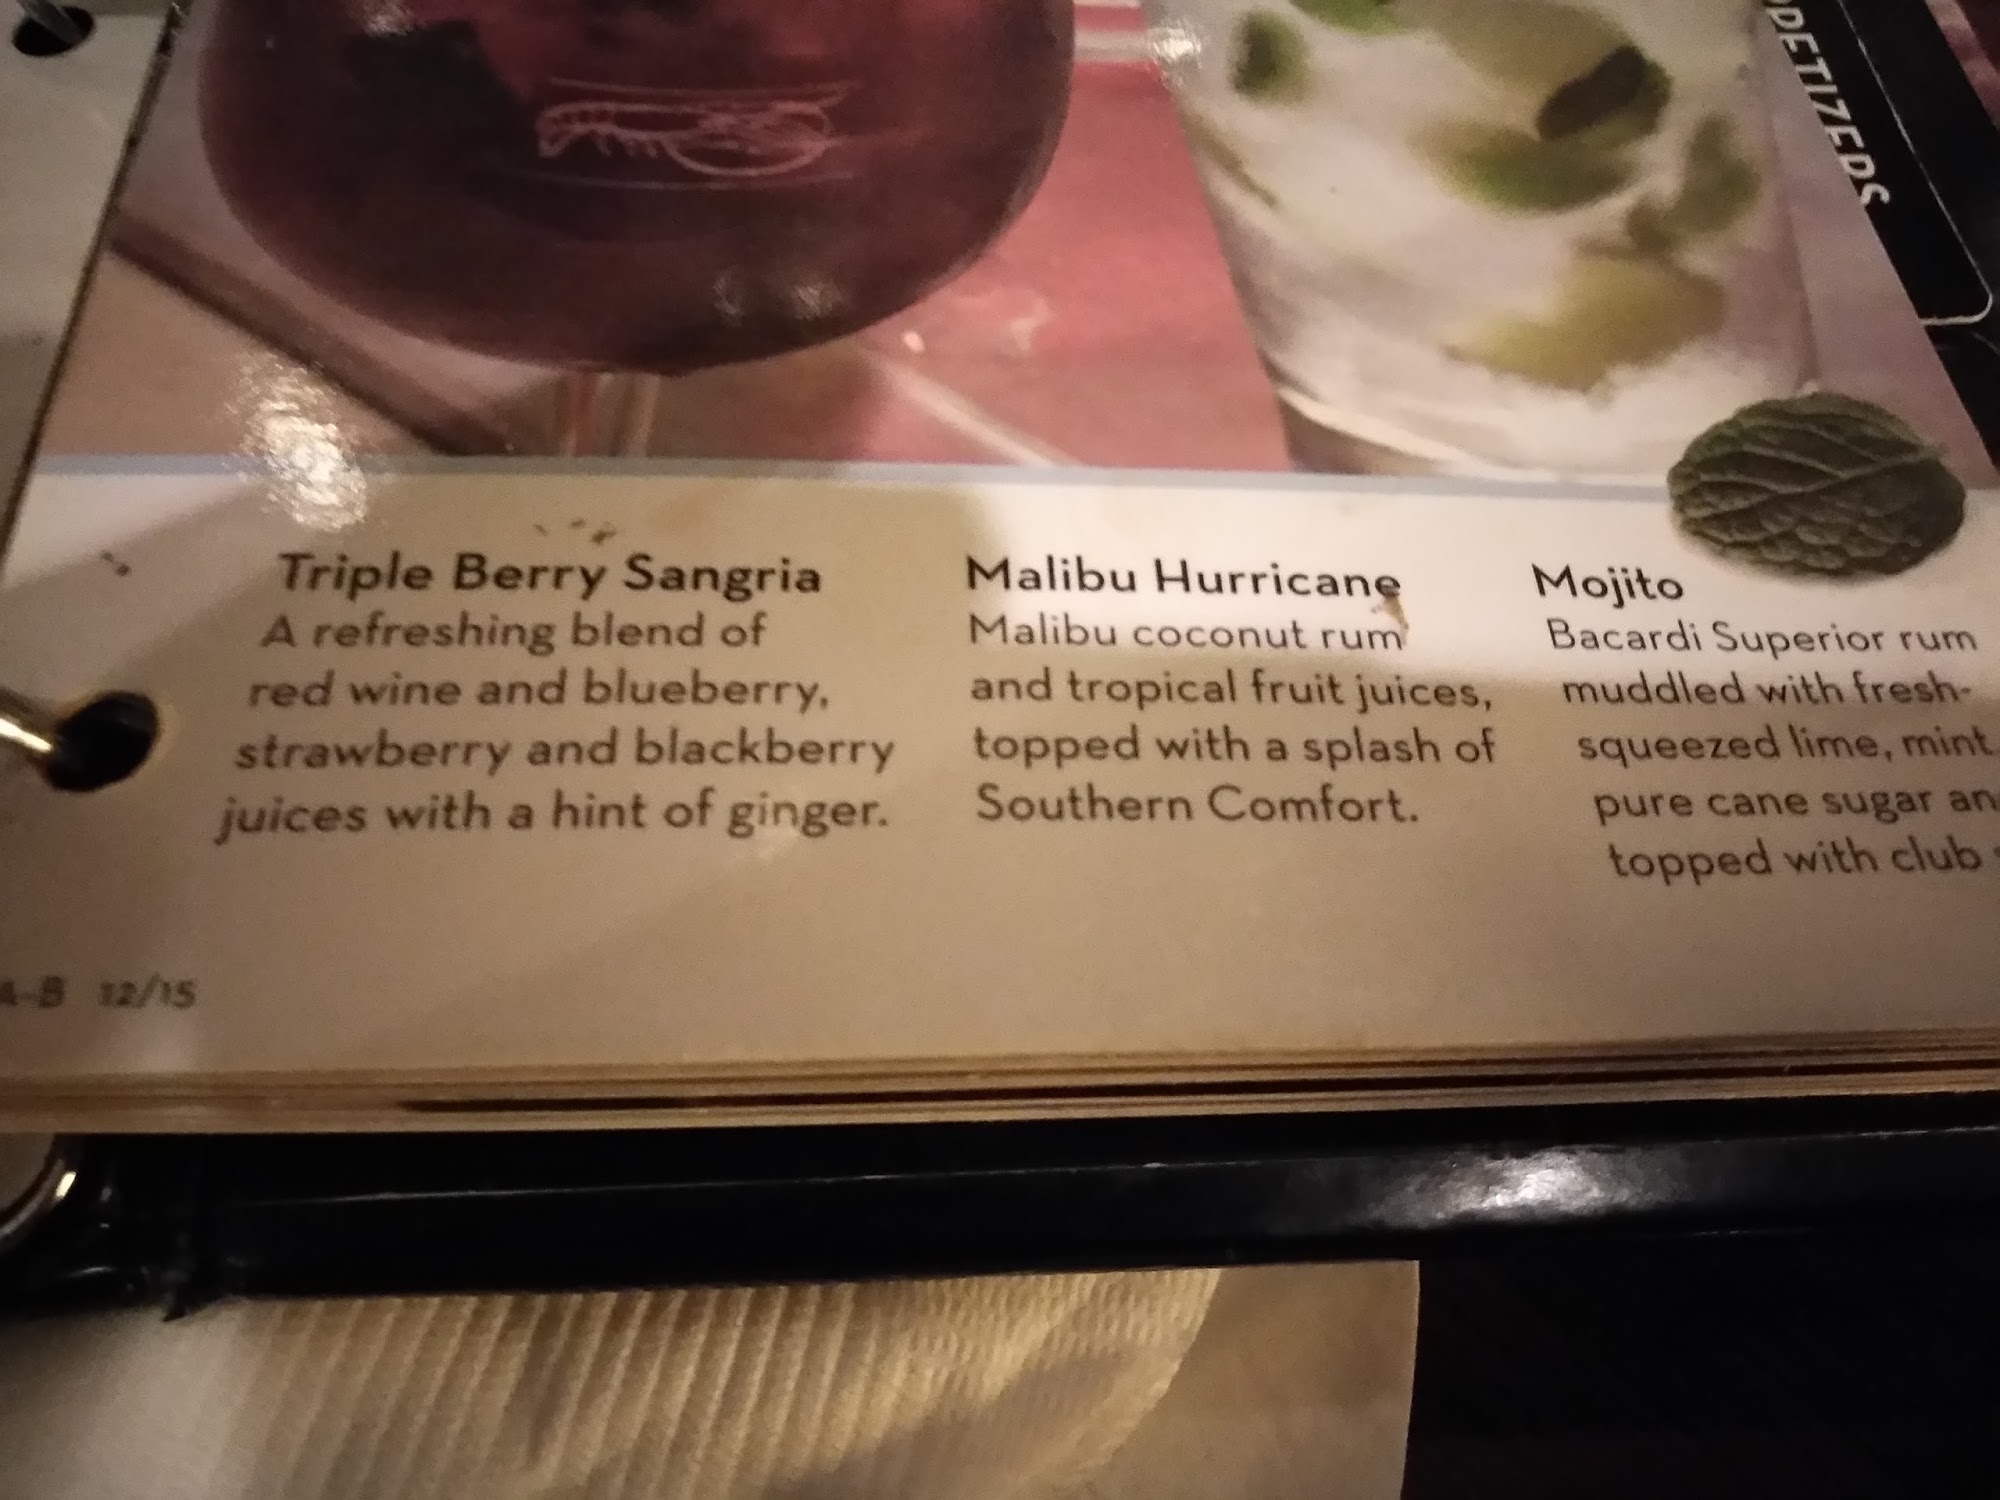 PPETIZERS
Triple Berry Sangria
A refreshing blend of
red wine and blueberry,
strawberry and blackberry
juices with a hint of ginger.
Malibu Hurricane
Malibu coconut rum
and tropical fruit juices,
topped with a splash of
Southern Comfort.
Mojito
Bacardi Superior rum
muddled with fresh-
squeezed lime, mint
pure cane sugar an
topped with club
A-B 12/15